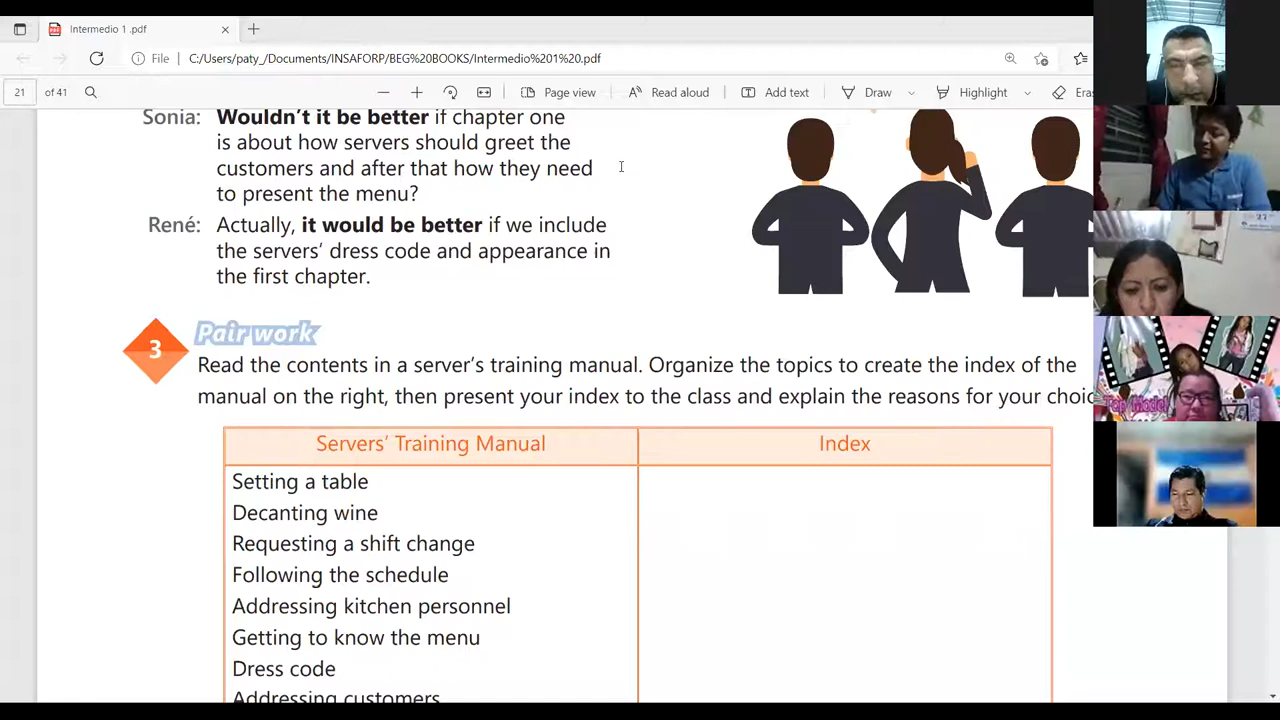 Intermedio 1 .pdf
File C:/Users/paty_/Documents/INSAFORP/BEG%20BOOKS/Intermedio%201%20.pdf
21 of 41 Page view Read aloud Add text Draw Highlight Eras
Sonia: Wouldn't it be better if chapter one
is about how servers should greet the
customers and after that how they need
to present the menu?
René: Actually, it would be better if we include
the servers' dress code and appearance in
the first chapter.
3 Pair work
Read the contents in a server's training manual. Organize the topics to create the index of the
manual on the right, then present your index to the class and explain the reasons for your choic
Servers' Training Manual Index
Setting a table
Decanting wine
Requesting a shift change
Following the schedule
Addressing kitchen personnel
Getting to know the menu
Dress code
Addressing customers
Top Model